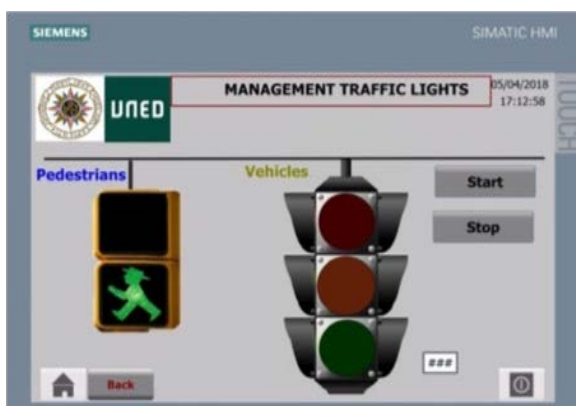 SIEMENS
SIMATIC HMI
TOUCH
UNED
MANAGEMENT TRAFFIC LIGHTS
05/04/2018
17:12:58
Pedestrians
Vehicles
Start
Stop
###
Back